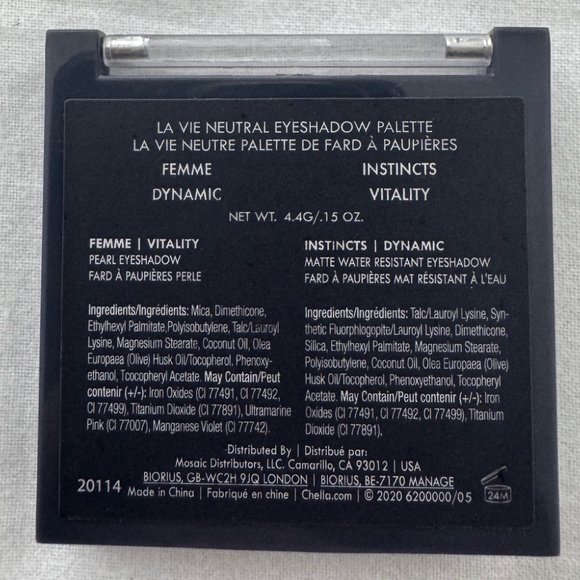 LA VIE NEUTRAL EYESHADOW PALETTE
LA VIE NEUTRE PALETTE DE FARD À PAUPIÈRES
FEMME INSTINCTS
DYNAMIC VITALITY
NET WT. 4.4G/.15 OZ.
FEMME | VITALITY
PEARL EYESHADOW
FARD À PAUPIÈRES PERLE
Ingredients/Ingrédients: Mica, Dimethicone,
Ethylhexyl Palmitate,Polyisobutylene, Talc/Lauroyl
Lysine, Magnesium Stearate, Coconut Oil, Olea
Europaea (Olive) Husk Oil/Tocopherol, Phenoxy-
ethanol, Tocopheryl Acetate. May Contain/Peut
contenir (+/-): Iron Oxides (CI 77491, CI 77492,
CI 77499), Titanium Dioxide (CI 77891), Ultramarine
Pink (CI 77007), Manganese Violet (CI 77742).
INSTINCTS | DYNAMIC
MATTE WATER RESISTANT EYESHADOW
FARD À PAUPIÈRES MAT RÉSISTANT À L'EAU
Ingredients/Ingrédients: Talc/Lauroyl Lysine, Syn-
thetic Fluorphlogopite/Lauroyl Lysine, Dimethicone,
Silica, Ethylhexyl Palmitate, Magnesium Stearate,
Polyisobutylene, Coconut Oil, Olea Europaea (Olive)
Husk Oil/Tocopherol, Phenoxyethanol, Tocopheryl
Acetate. May Contain/Peut contenir (+/-): Iron
Oxides (CI 77491, CI 77492, CI 77499), Titanium
Dioxide (CI 77891).
Distributed By | Distribué par:
Mosaic Distributors, LLC. Camarillo, CA 93012 | USA
BIORIUS, GB-WC2H 9JQ LONDON | BIORIUS, BE-7170 MANAGE
20114 Made in China | Fabriqué en chine | Chella.com | © 2020 6200000/05
24M